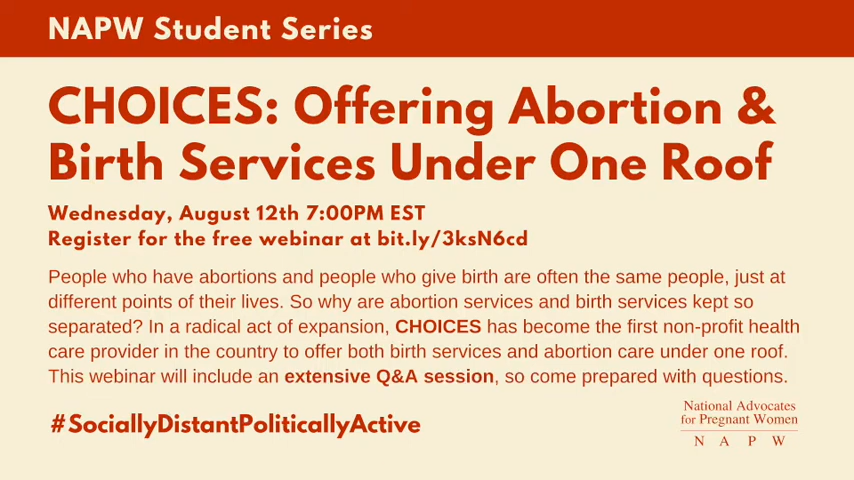 NAPW Student Series
CHOICES: Offering Abortion &
Birth Services Under One Roof
Wednesday, August 12th 7:00PM EST
Register for the free webinar at bit.ly/3ksN6cd
People who have abortions and people who give birth are often the same people, just at
different points of their lives. So why are abortion services and birth services kept so
separated? In a radical act of expansion, CHOICES has become the first non-profit health
care provider in the country to offer both birth services and abortion care under one roof.
This webinar will include an extensive Q&A session, so come prepared with questions.
#SociallyDistantPoliticallyActive
National Advocates
for Pregnant Women
N A P W